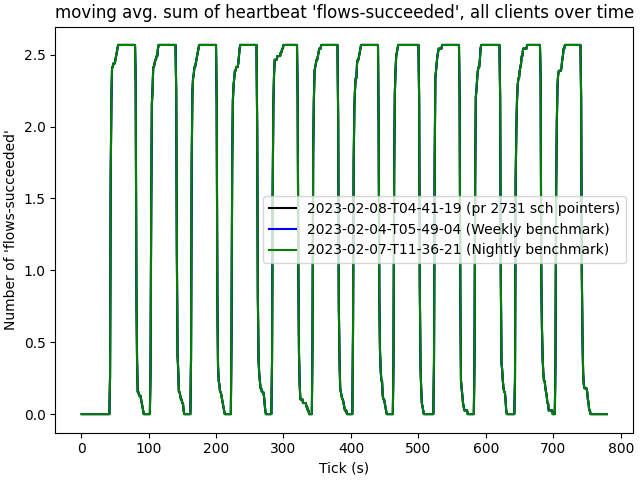 moving avg. sum of heartbeat 'flows-succeeded', all clients over time
Number of 'flows-succeeded'
2.5
2.0
1.5
1.0
0.5
0.0
2023-02-08-T04-41-19 (pr 2731 sch pointers)
2023-02-04-T05-49-04 (Weekly benchmark)
2023-02-07-T11-36-21 (Nightly benchmark)
0 100 200 300 400 500 600 700 800
Tick (s)